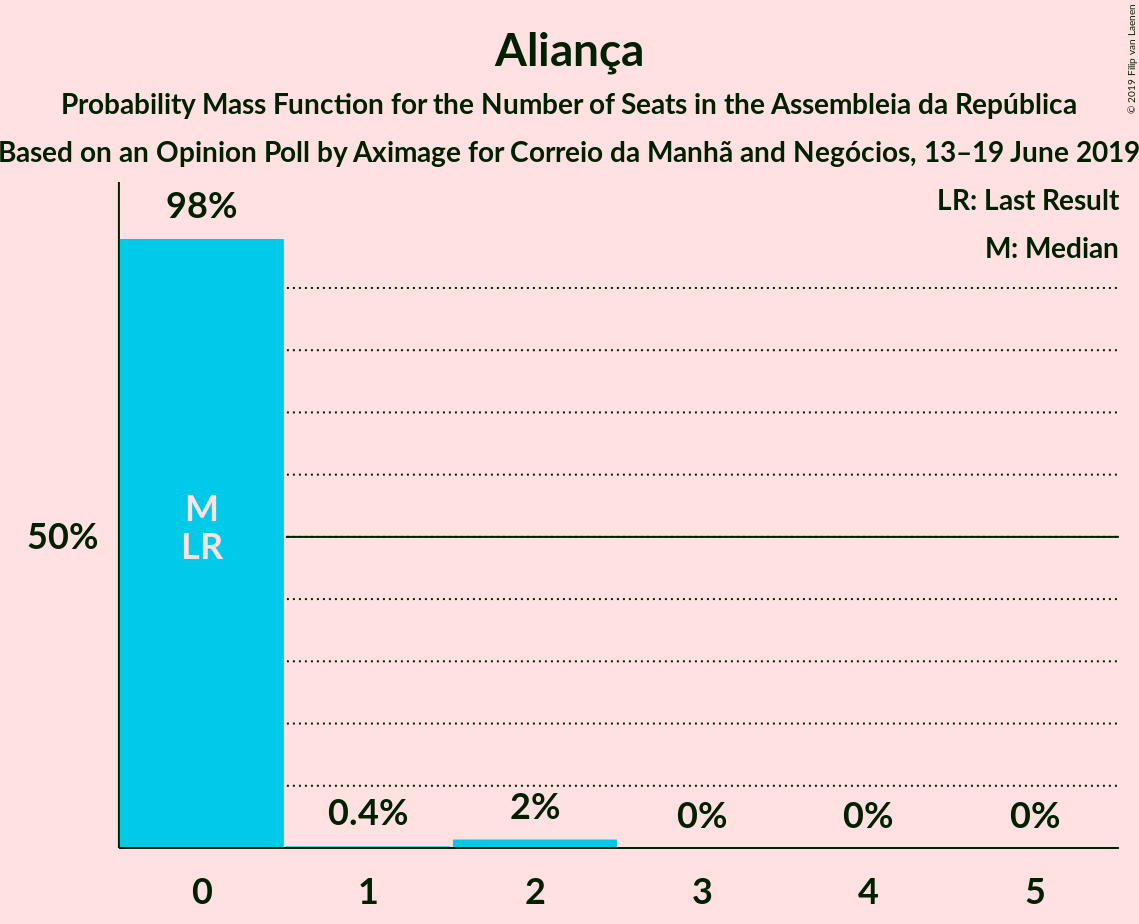 Aliança
Probability Mass Function for the Number of Seats in the Assembleia da República
Based on an Opinion Poll by Aximage for Correio da Manhã and Negócios, 13–19 June 2019
© 2019 Filip van Laenen
LR: Last Result
M: Median
98%
M
LR
50%
0.4%
2%
0%
0%
0%
0
1
2
3
4
5